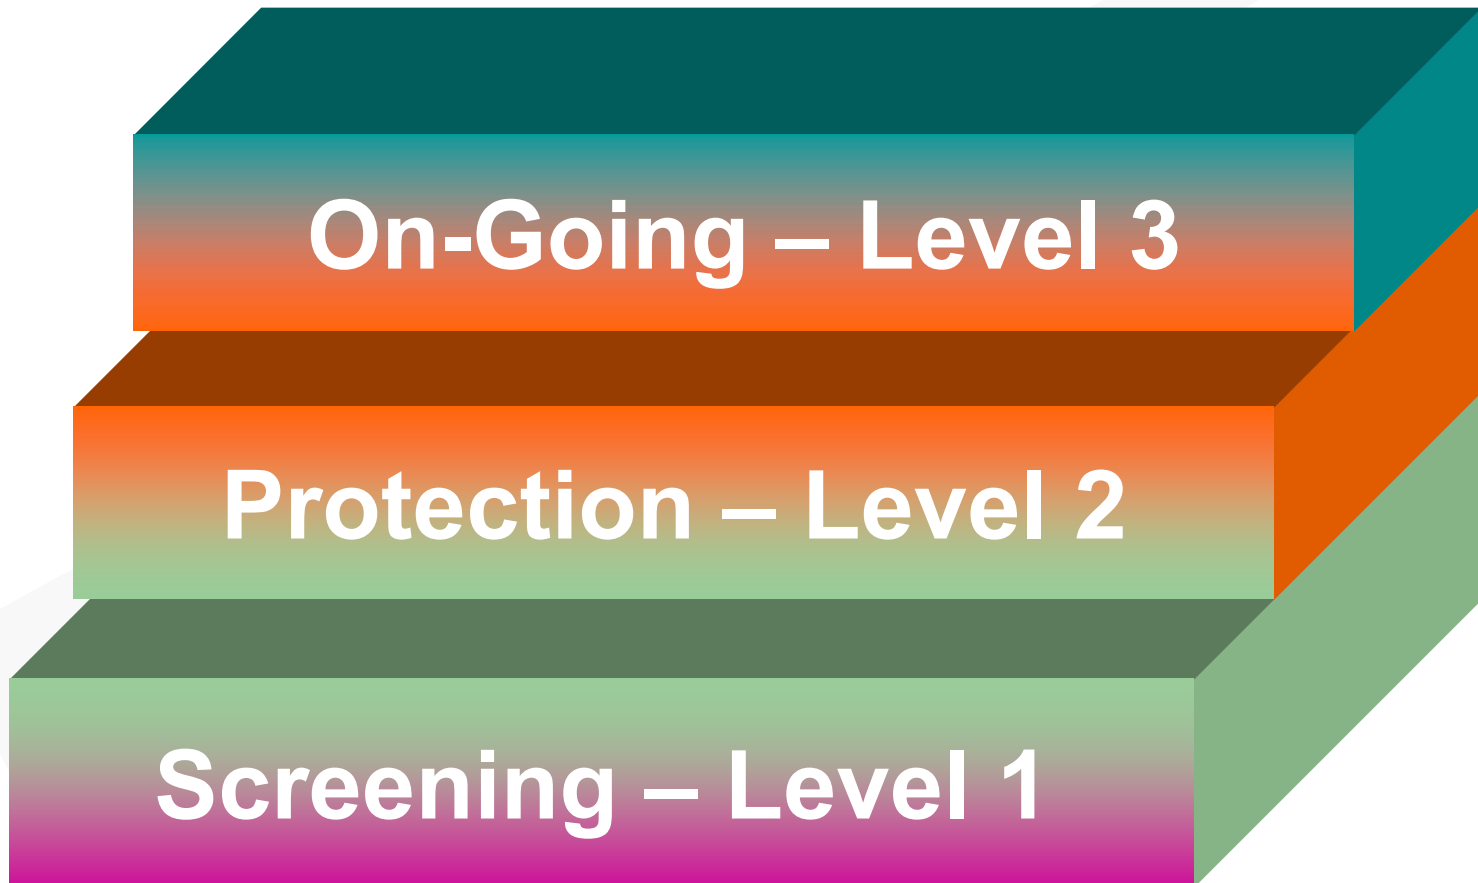 On-Going – Level 3
Protection – Level 2
Screening – Level 1